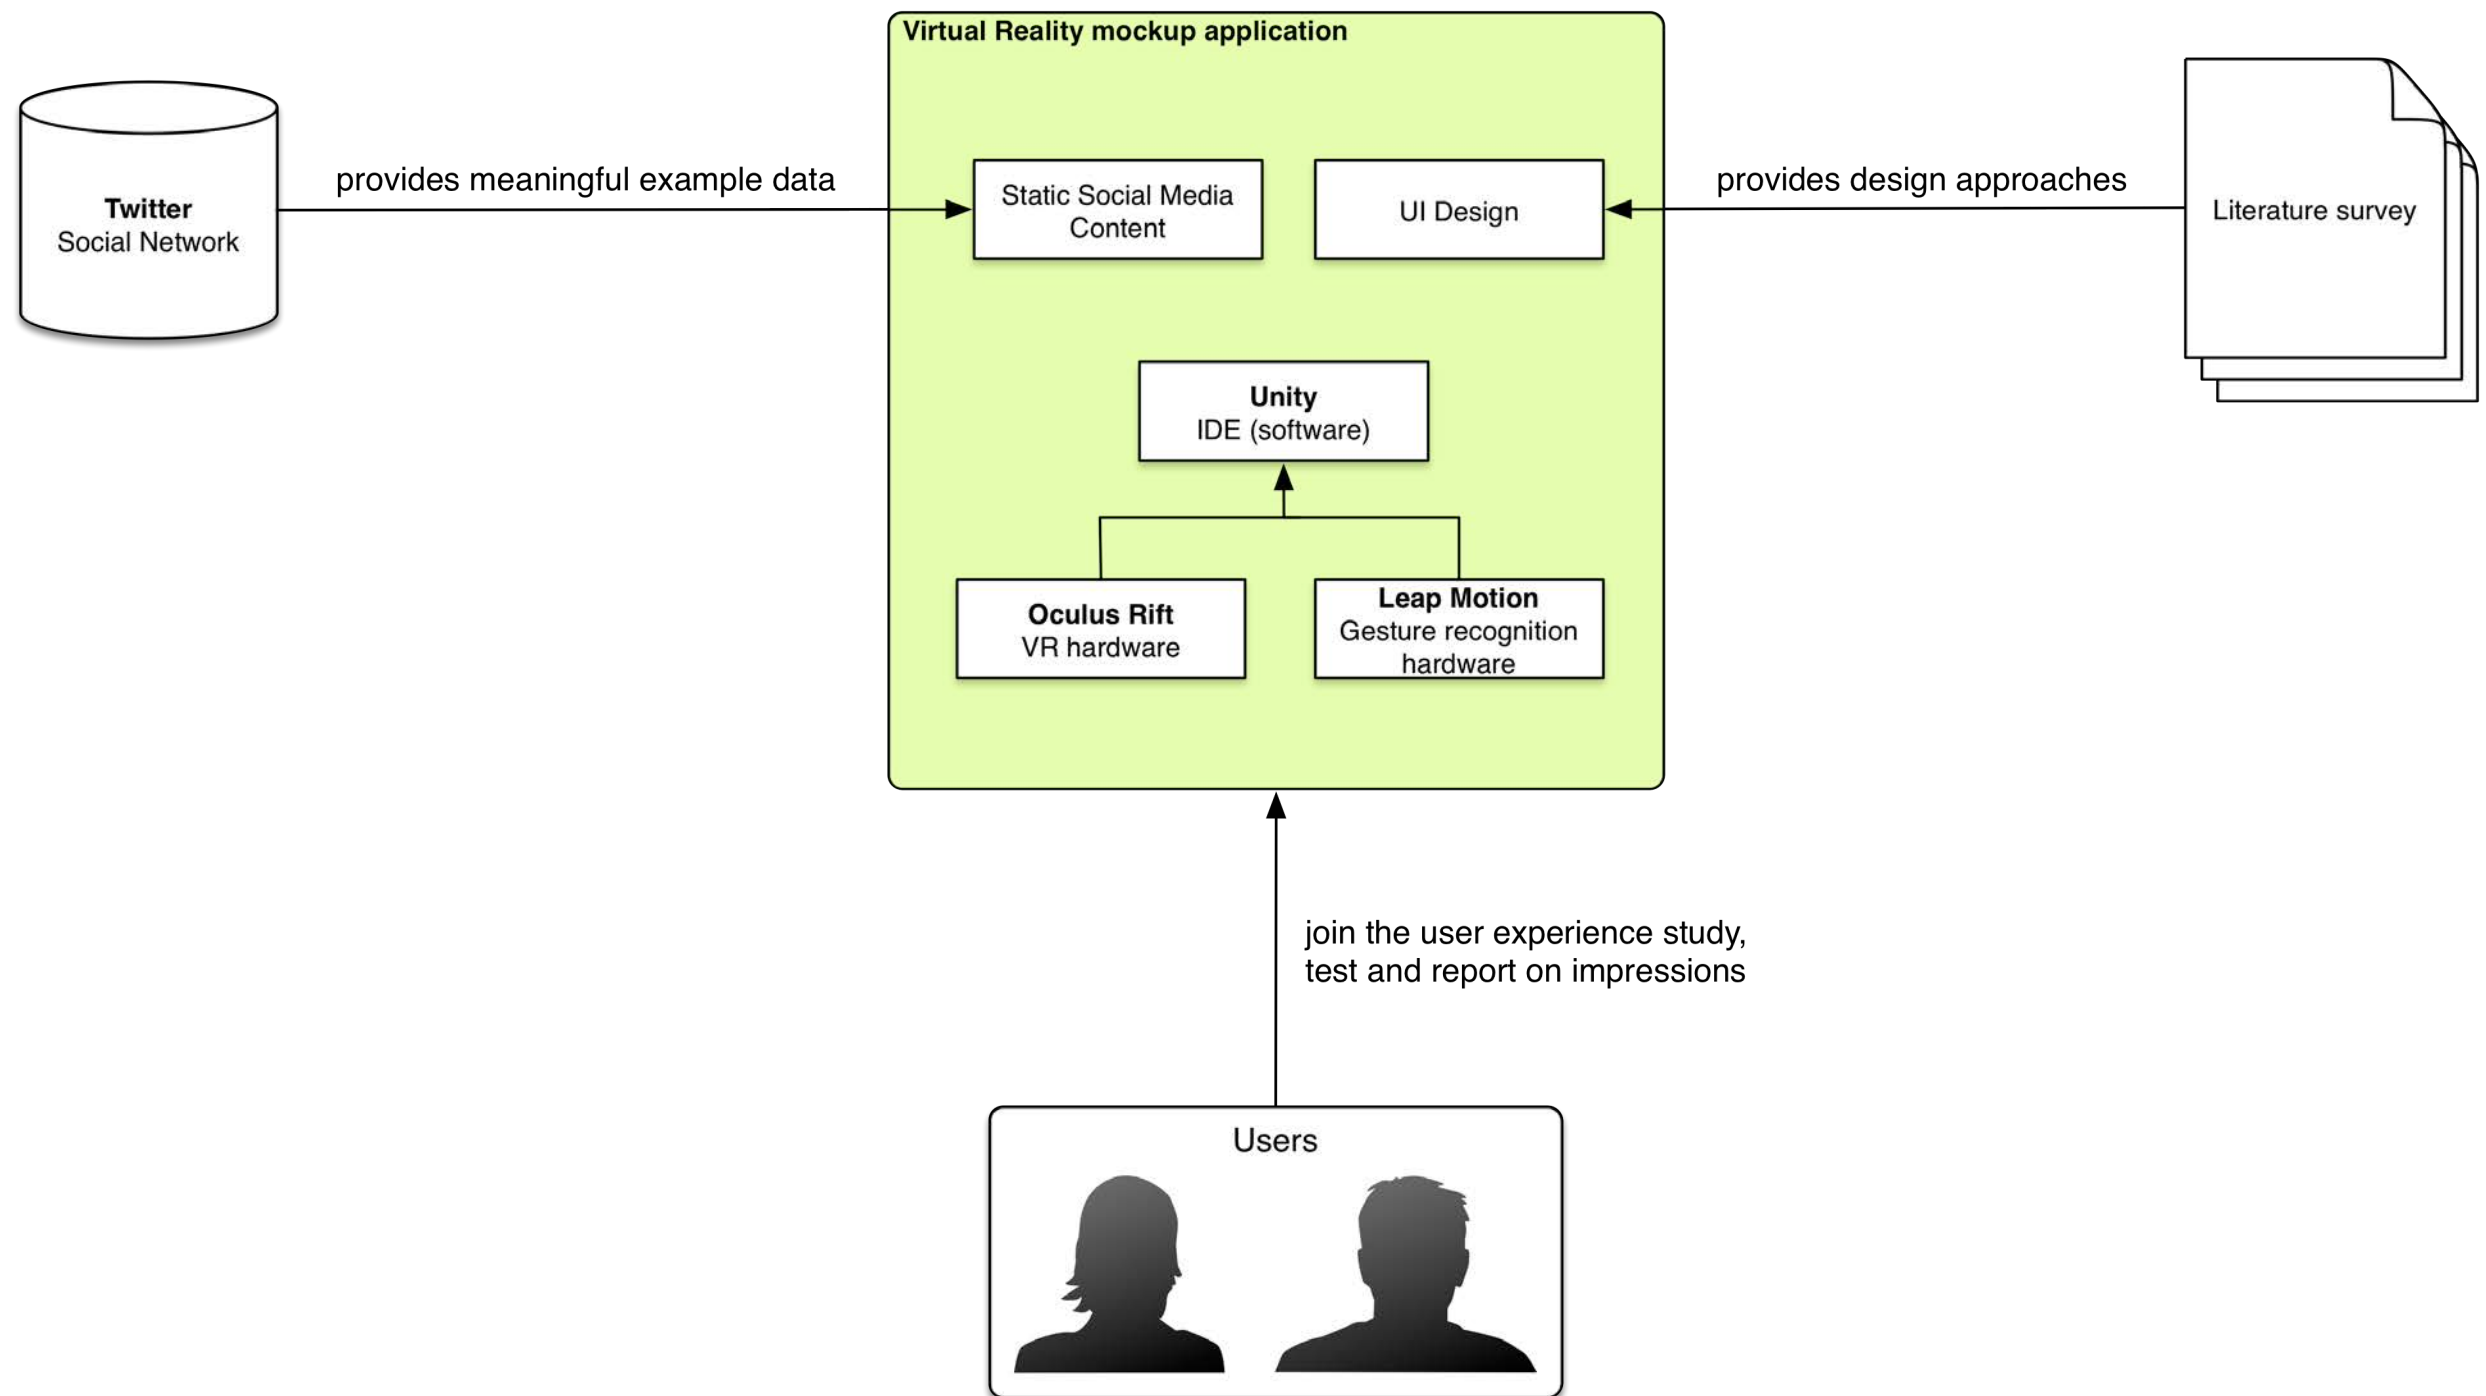 Virtual Reality mockup application
Twitter
Social Network
provides meaningful example data
Static Social Media
Content
UI Design
provides design approaches
Literature survey
Unity
IDE (software)
Oculus Rift
VR hardware
Leap Motion
Gesture recognition
hardware
join the user experience study,
test and report on impressions
Users